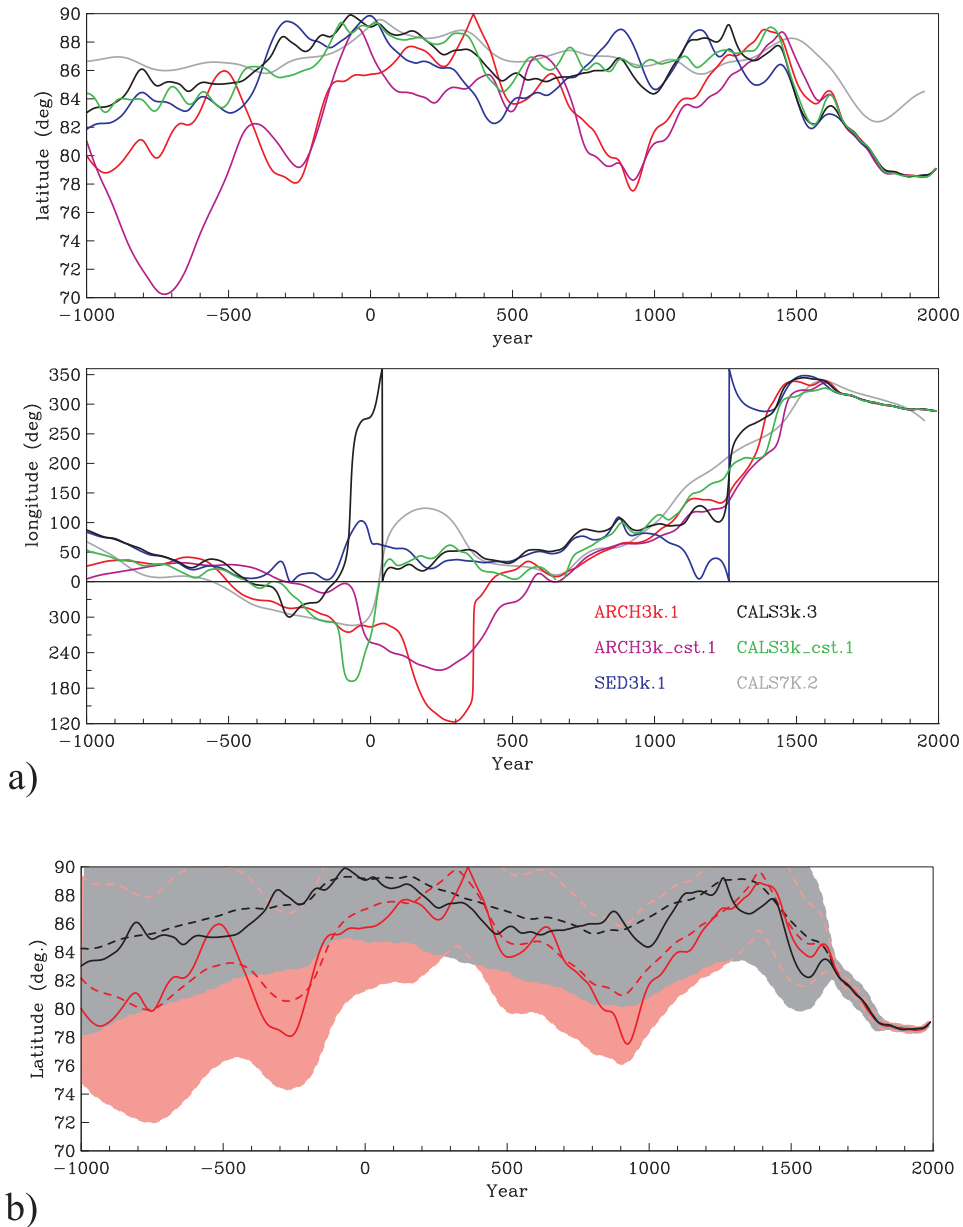 90
88
86
84
82
80
78
76
74
72
70
latitude (deg)
−1000 −500 0 500 1000 1500 2000
year
350
300
250
200
150
100
50
0
300
240
180
120
longitude (deg)
ARCH3k.1 CALS3k.3
ARCH3k_cst.1 CALS3k_cst.1
SED3k.1 CALS7K.2
−1000 −500 0 500 1000 1500 2000
Year
a)
90
88
86
84
82
80
78
76
74
72
70
Latitude (deg.)
−1000 −500 0 500 1000 1500 2000
Year
b)